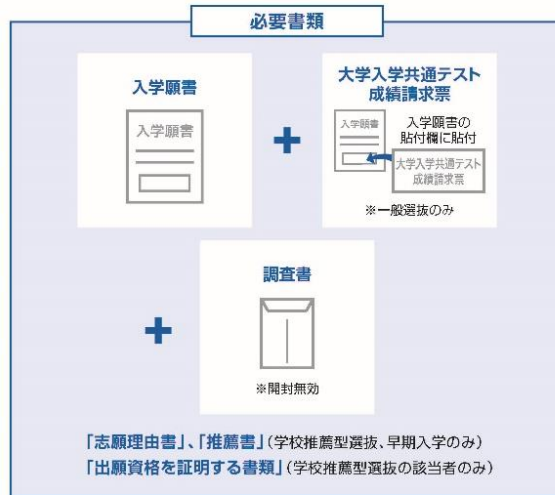 必要書類
入学願書
入学願書
+
大学入学共通テスト
成績請求票
入学願書
入学願書の
貼付欄に貼付
大学入学共通テスト
成績請求票
※一般選抜のみ
+
調査書
※開封無効
「志願理由書」、「推薦書」(学校推薦型選抜、早期入学のみ)
「出願資格を証明する書類」(学校推薦型選抜の該当者のみ)